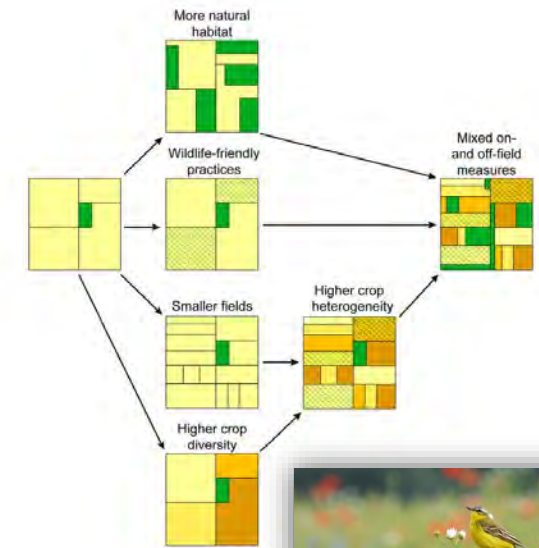 More natural
habitat
Mixed on-
and off-field
measures
Wildlife-friendly
practices
Smaller fields
Higher crop
heterogeneity
Higher crop
diversity